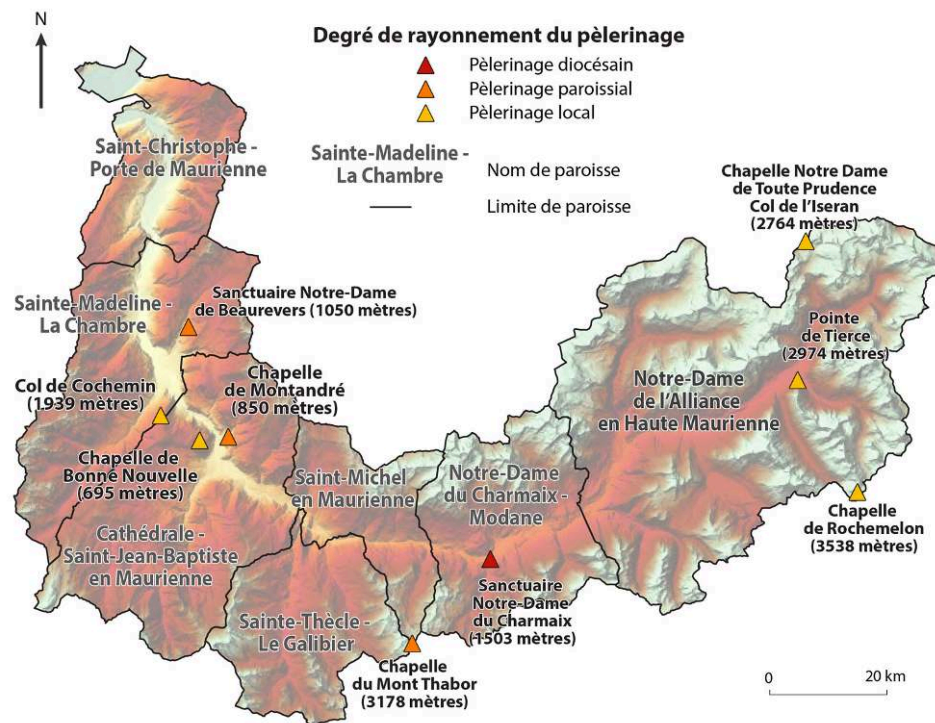 N
Degré de rayonnement du pèlerinage
Pèlerinage diocésain
Pèlerinage paroissial
Pèlerinage local
Sainte-Madeline -
La Chambre
Nom de paroisse
Limite de paroisse
Saint-Christophe -
Porte de Maurienne
Chapelle Notre Dame
de Toute Prudence
Col de l'Iseran
(2764 mètres)
Sainte-Madeline -
La Chambre
Sanctuaire Notre-Dame
de Beaurevers (1050 mètres)
Pointe
de Tierce
(2974 mètres)
Col de Cochemin
(1939 mètres)
Chapelle
de Montandré
(850 mètres)
Notre-Dame
de l'Alliance
en Haute Maurienne
Chapelle de
Bonne Nouvelle
(695 mètres)
Saint-Michel
en Maurienne
Notre-Dame
du Charmaix -
Modane
Chapelle
de Rochemelon
(3538 mètres)
Cathédrale -
Saint-Jean-Baptiste
en Maurienne
Sanctuaire
Notre-Dame
du Charmaix
(1503 mètres)
Sainte-Thècle -
Le Galibier
Chapelle
du Mont Thabor
(3178 mètres)
0 20 km